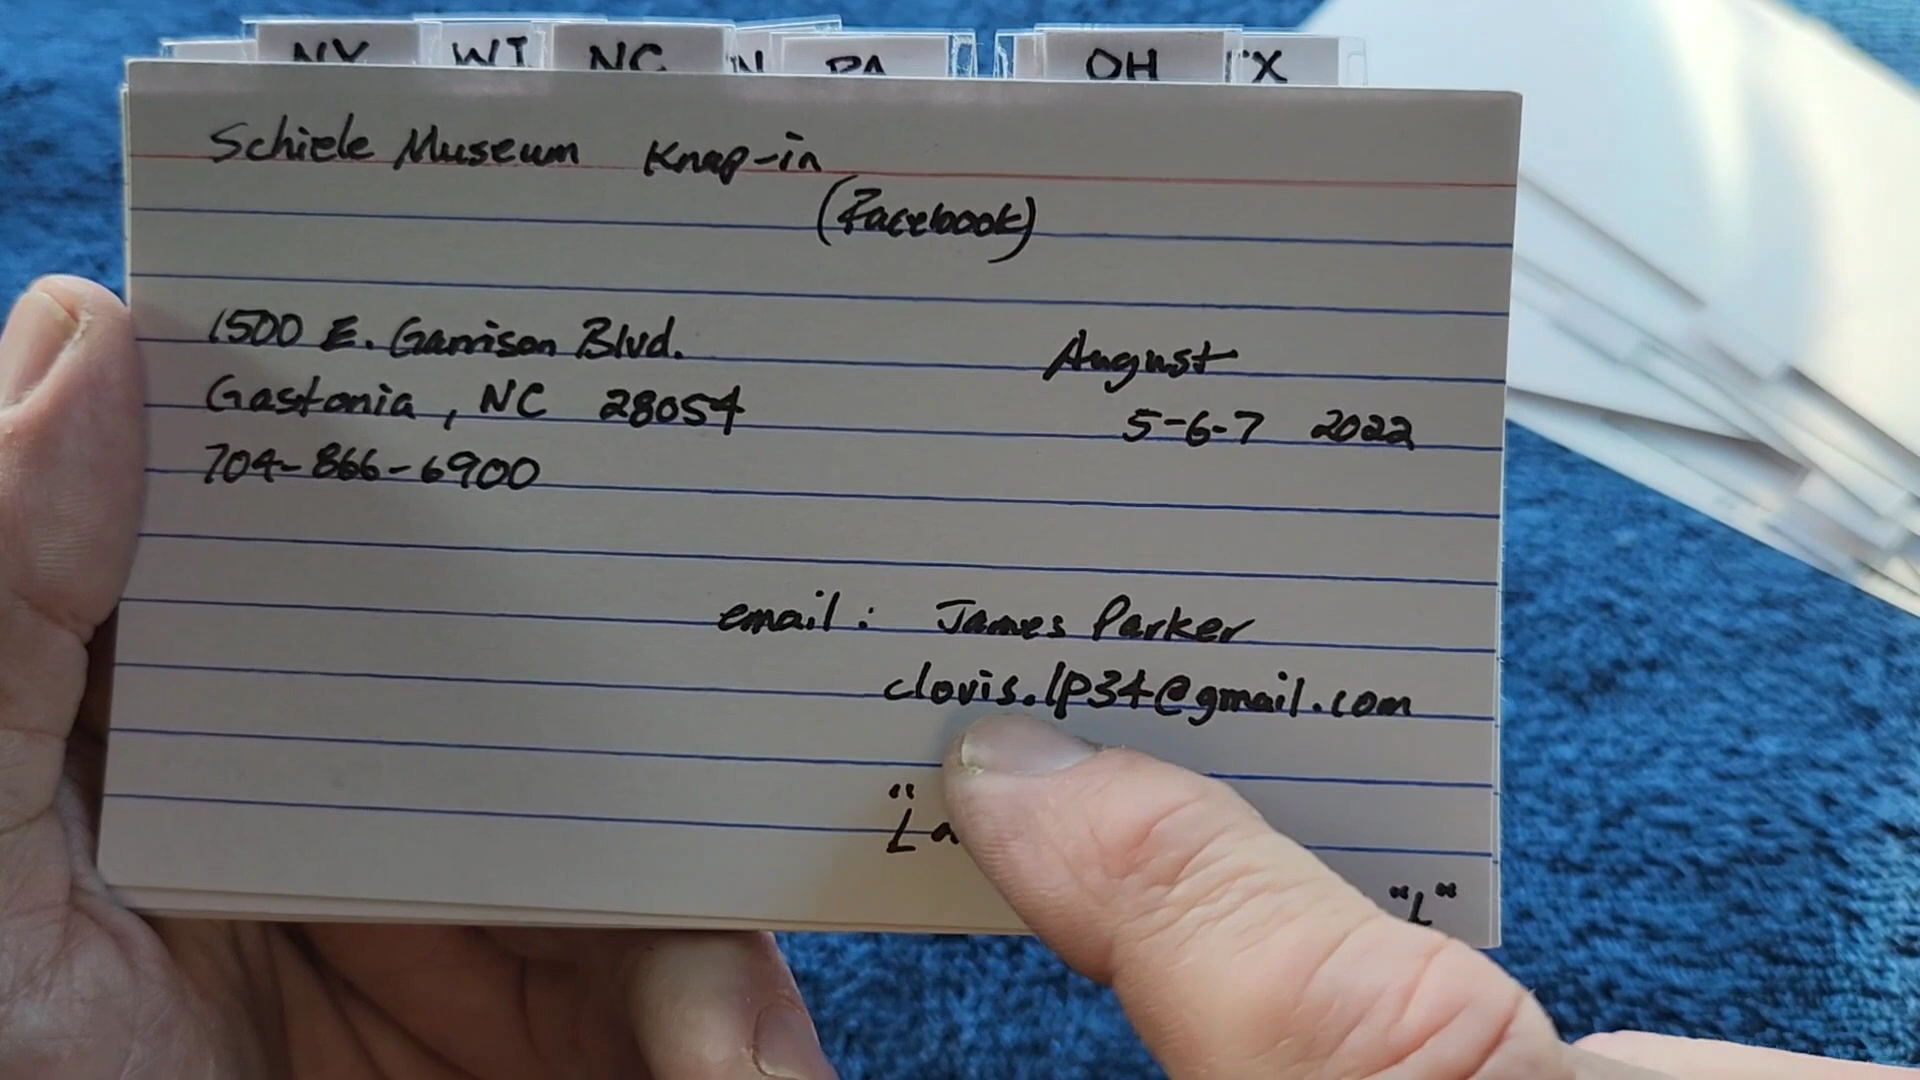 NY WI NC N PA OH X
Schiele Museum Knap-in
(Facebook)
1500 E. Garrison Blvd.
August
Gastonia, NC 28054
5-6-7 2022
704-866-6900
email: James Parker
clovis.lp34@gmail.com
"
La
"L"